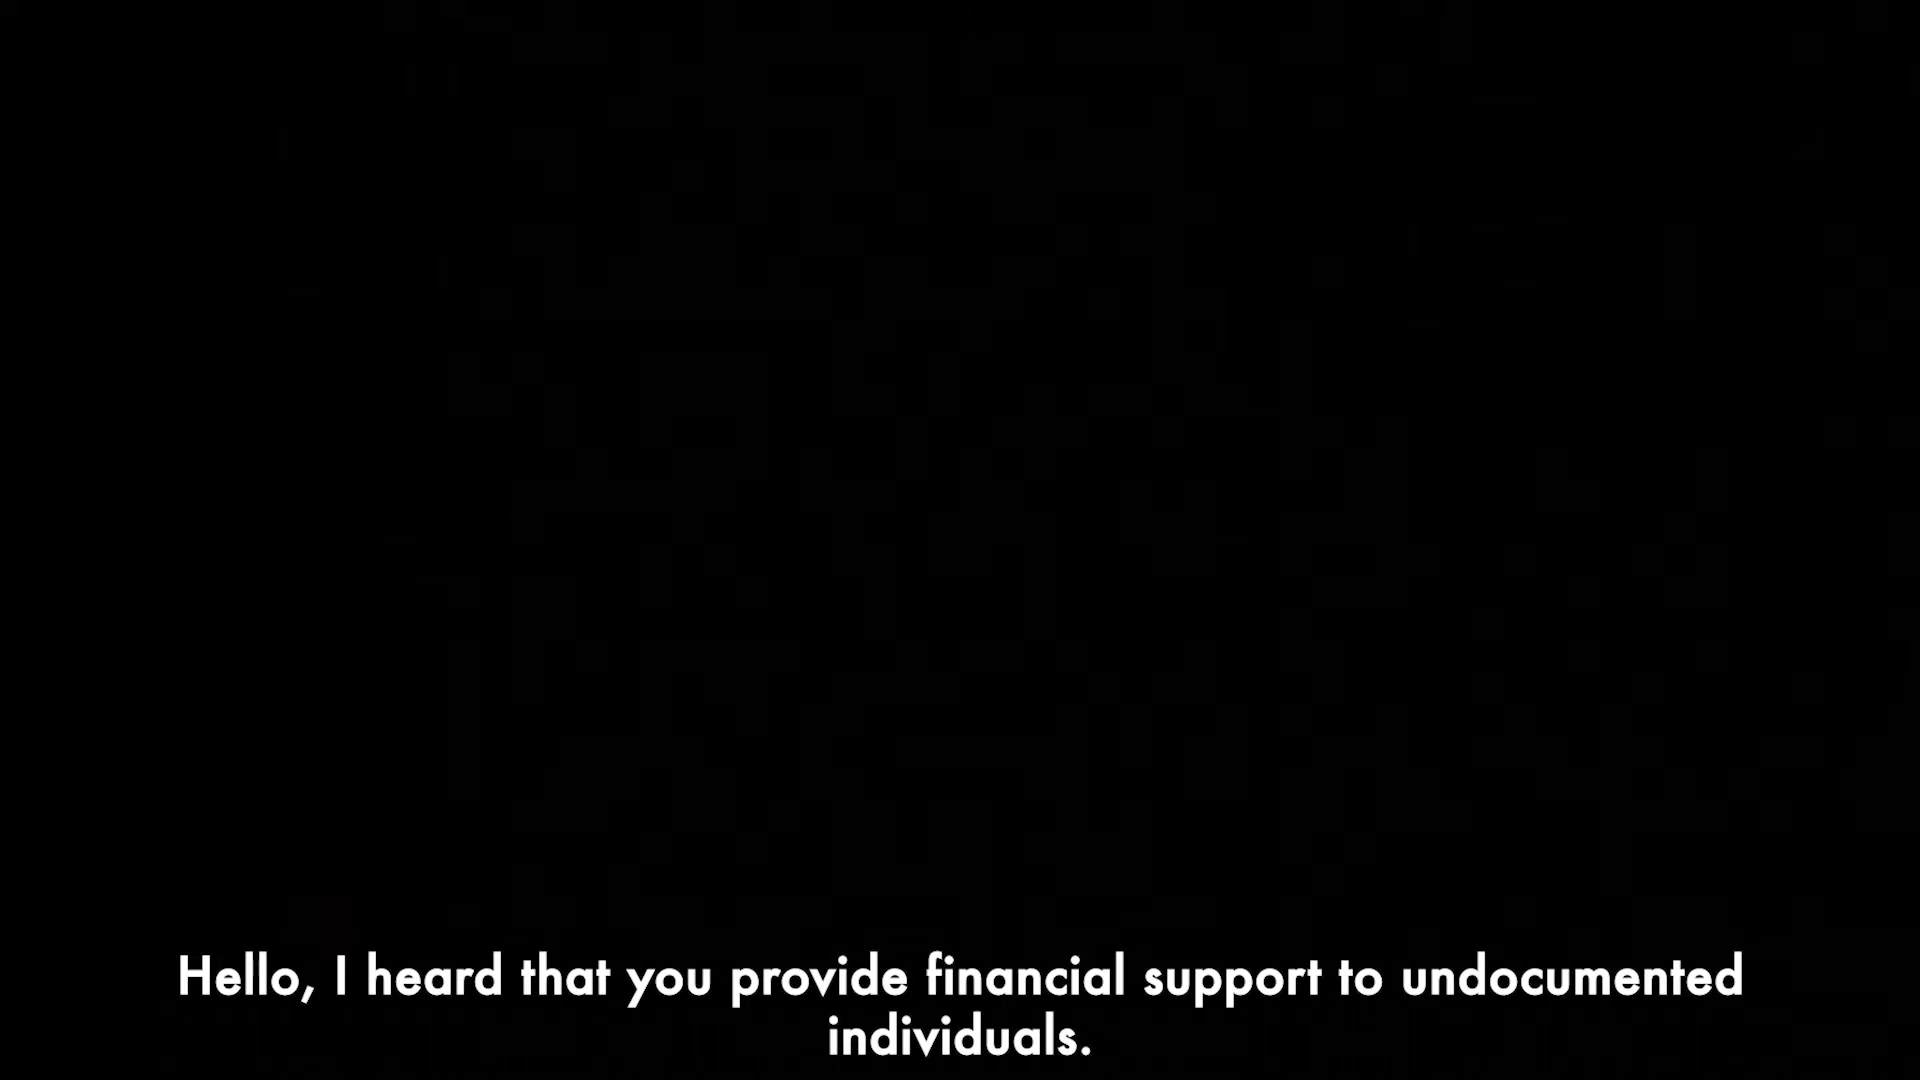 Hello, I heard that you provide financial support to undocumented
individuals.